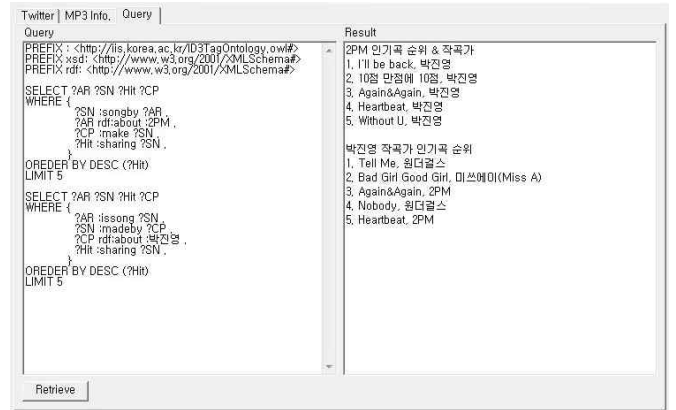 Twitter MP3 Info, Query
Query
PREFIX : <http://iis.korea.ac.kr/ID3TagOntology.owl#>
PREFIX xsd: <http://www.w3.org/2001/XMLSchema#>
PREFIX rdf: <http://www.w3.org/2001/XMLSchema#>
SELECT ?AR ?SN ?Hit ?CP
WHERE {
?SN :songby ?AR ,
?AR rdf:about :2PM ,
?CP :make ?SN ,
?Hit :sharing ?SN ,
}
OREDER BY DESC (?Hit)
LIMIT 5
SELECT ?AR ?SN ?Hit ?CP
WHERE {
?AR :issong ?SN ,
?SN :madeby ?CP ,
?CP rdf:about :박진영 ,
?Hit :sharing ?SN ,
}
OREDER BY DESC (?Hit)
LIMIT 5
Result
2PM 인기곡 순위 & 작곡가
1, I'll be back, 박진영
2, 10점 만점에 10점, 박진영
3, Again&Again, 박진영
4, Heartbeat, 박진영
5, Without U, 박진영
박진영 작곡가 인기곡 순위
1, Tell Me, 원더걸스
2, Bad Girl Good Girl, 미쓰에이(Miss A)
3, Again&Again, 2PM
4, Nobody, 원더걸스
5, Heartbeat, 2PM
Retrieve